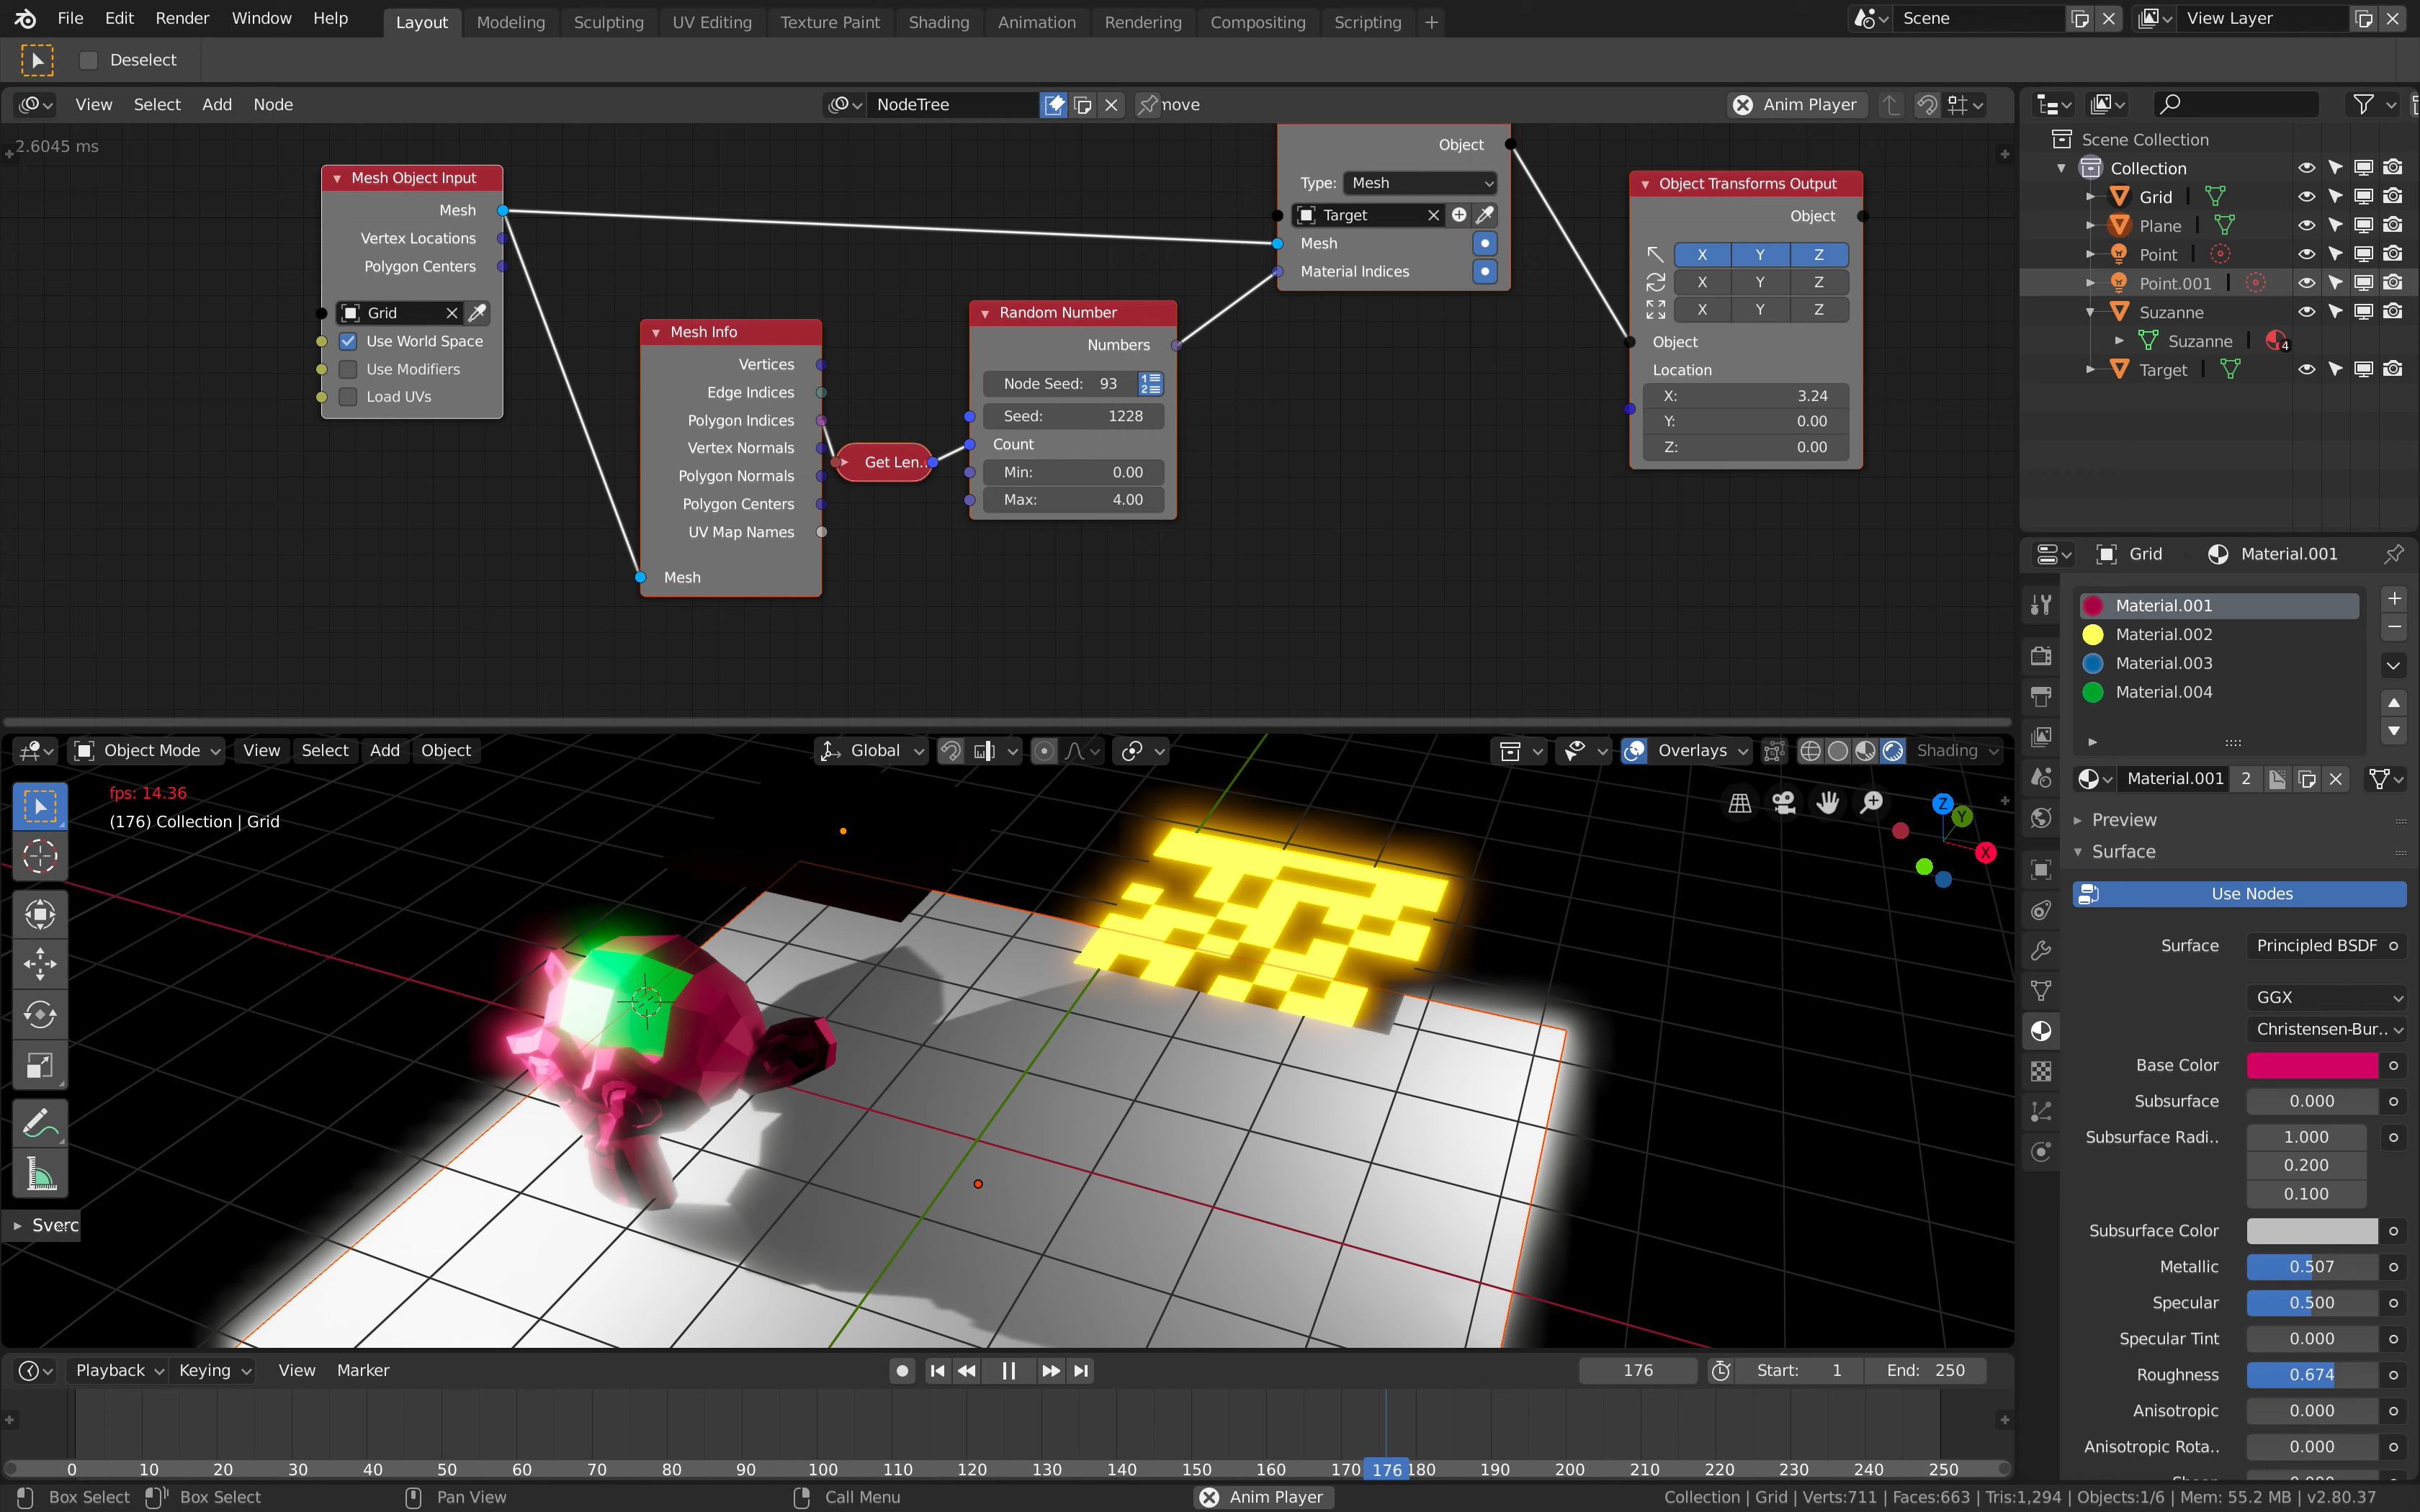 File Edit Render Window Help Layout Modeling Sculpting UV Editing Texture Paint Shading Animation Rendering Compositing Scripting + Scene View Layer
Deselect
View Select Add Node NodeTree move Anim Player
2.6045 ms
Mesh Object Input
Mesh
Vertex Locations
Polygon Centers
Grid
Use World Space
Use Modifiers
Load UVs
Mesh Info
Vertices
Edge Indices
Polygon Indices
Vertex Normals
Polygon Normals
Polygon Centers
UV Map Names
Mesh
Get Len..
Random Number
Numbers
Node Seed: 93
Seed: 1228
Count
Min: 0.00
Max: 4.00
Object
Type: Mesh
Target
Mesh
Material Indices
Object Transforms Output
Object
X Y Z
X Y Z
X Y Z
Object
Location
X: 3.24
Y: 0.00
Z: 0.00
Scene Collection
Collection
Grid
Plane
Point
Point.001
Suzanne
Suzanne 4
Target
Grid Material.001
Material.001
Material.002
Material.003
Material.004
Material.001 2
Preview
Surface
Use Nodes
Surface Principled BSDF
GGX
Christensen-Bur..
Base Color
Subsurface 0.000
Subsurface Radi.. 1.000
0.200
0.100
Subsurface Color
Metallic 0.507
Specular 0.500
Specular Tint 0.000
Roughness 0.674
Anisotropic 0.000
Anisotropic Rota.. 0.000
Object Mode View Select Add Object Global Overlays Shading
fps: 14.36
(176) Collection | Grid
Z
Y
X
Sverc
Playback Keying View Marker 176 Start: 1 End: 250
0 10 20 30 40 50 60 70 80 90 100 110 120 130 140 150 160 170 176 180 190 200 210 220 230 240 250
Box Select Box Select Pan View Call Menu Anim Player Collection | Grid | Verts:711 | Faces:663 | Tris:1,294 | Objects:1/6 | Mem: 55.2 MB | v2.80.37